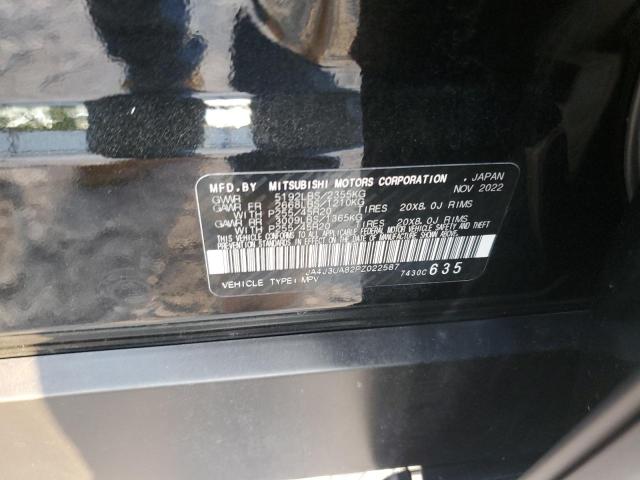 MFD.BY MITSUBISHI MOTORS CORPORATION, JAPAN
NOV 2022
GVWR 5192LBS/2355KG
GAWR FR 2668LBS/1210KG
WITH P255/45R20 TIRES 20X8.0J RIMS
GAWR RR 3009LBS/1365KG
WITH P255/45R20 TIRES 20X8.0J RIMS
THIS VEHICLE CONFORMS TO ALL APPLICABLE FEDERAL MOTOR VEHICLE SAFETY AND THEFT
PREVENTION STANDARDS IN EFFECT ON THE DATE OF MANUFACTURE SHOWN ABOVE.
JA4J3UA82PZ022587 7430C 635
VEHICLE TYPE: MPV